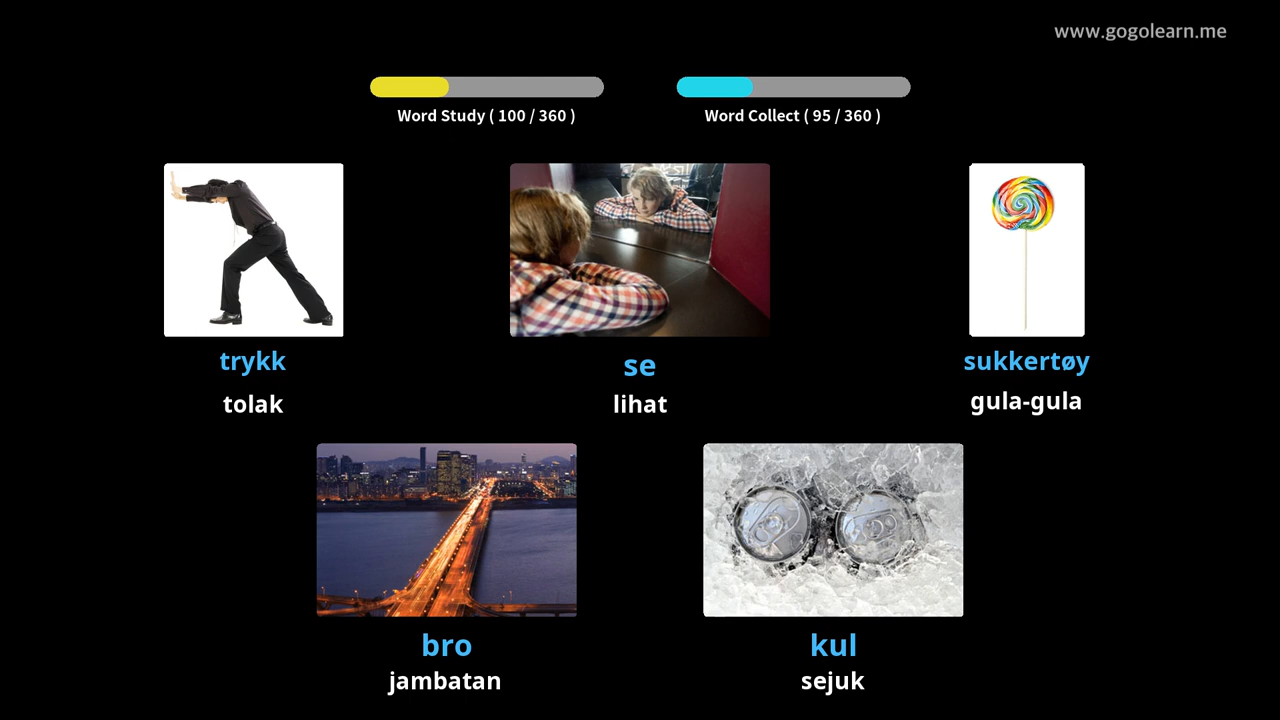 www.gogolearn.me
Word Study ( 100 / 360 )
Word Collect ( 95 / 360 )
trykk
tolak
se
lihat
sukkertøy
gula-gula
bro
jambatan
kul
sejuk